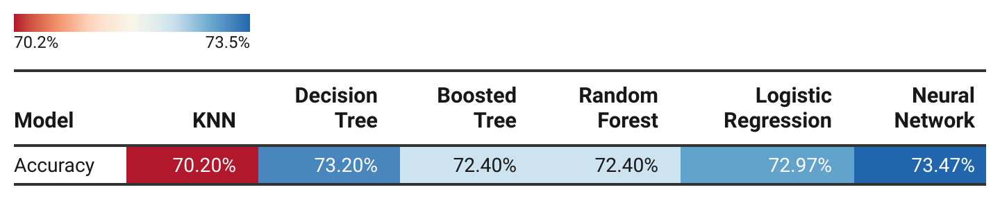 70.2% 73.5%
Model KNN Decision Tree Boosted Tree Random Forest Logistic Regression Neural Network
Accuracy 70.20% 73.20% 72.40% 72.40% 72.97% 73.47%